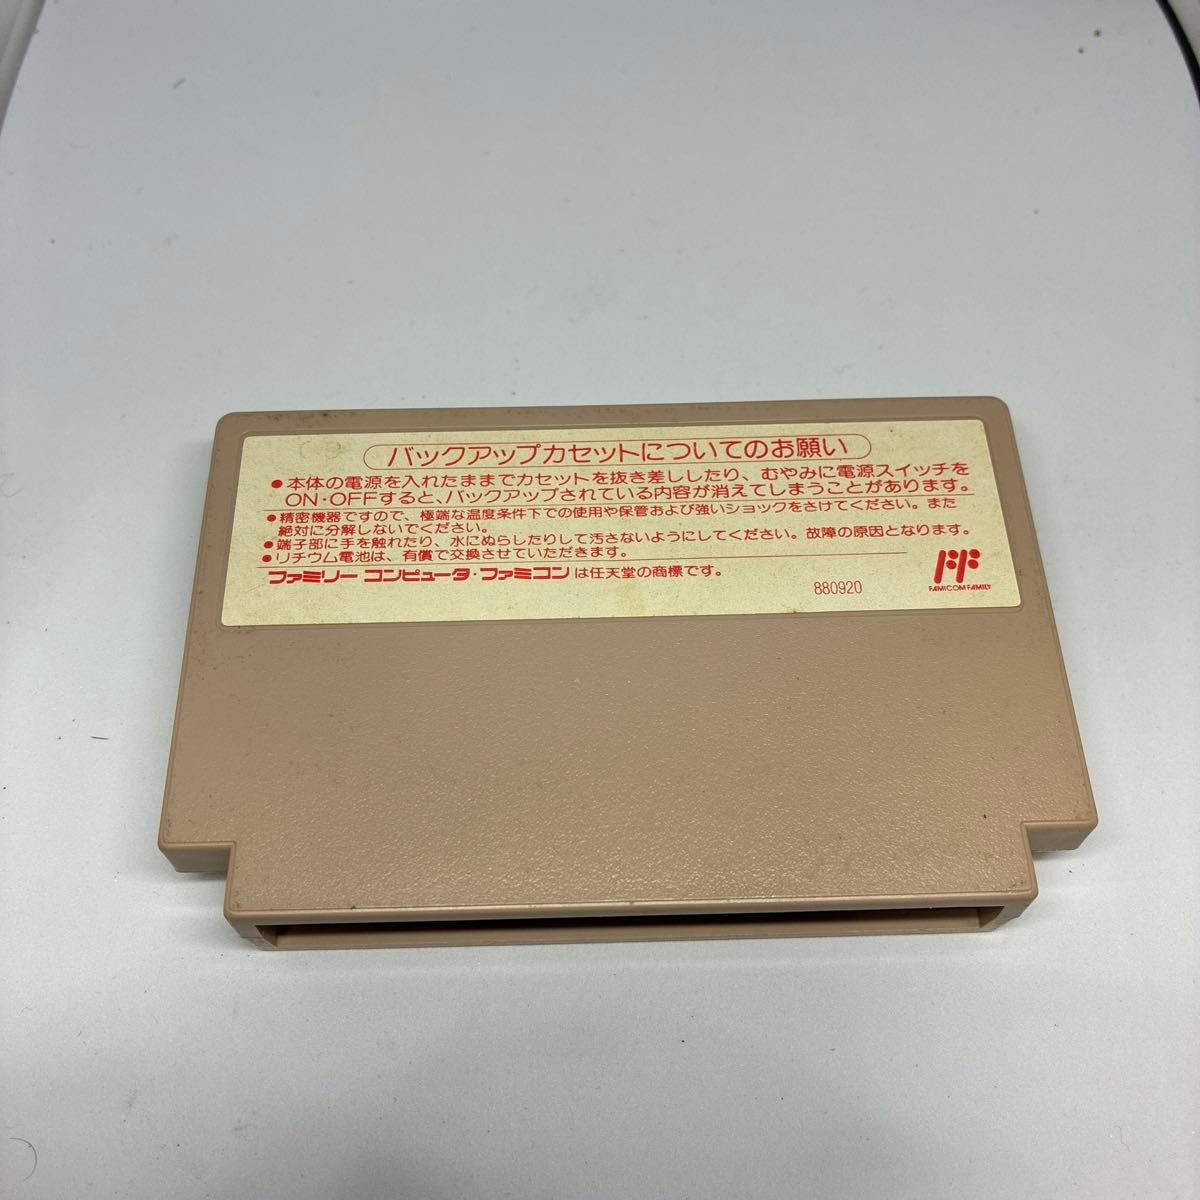 バックアップカセットについてのお願い
●本体の電源を入れたままでカセットを抜き差ししたり、むやみに電源スイッチを
ON・OFFすると、バックアップされている内容が消えてしまうことがあります。
●精密機器ですので、極端な温度条件下での使用や保管および強いショックをさけてください。また
絶対に分解しないでください。
●端子部に手を触れたり、水にぬらしたりして汚さないようにしてください。故障の原因となります。
●リチウム電池は、有償で交換させていただきます。
ファミリーコンピュータ・ファミコンは任天堂の商標です。
880920
FAMICOM FAMILY